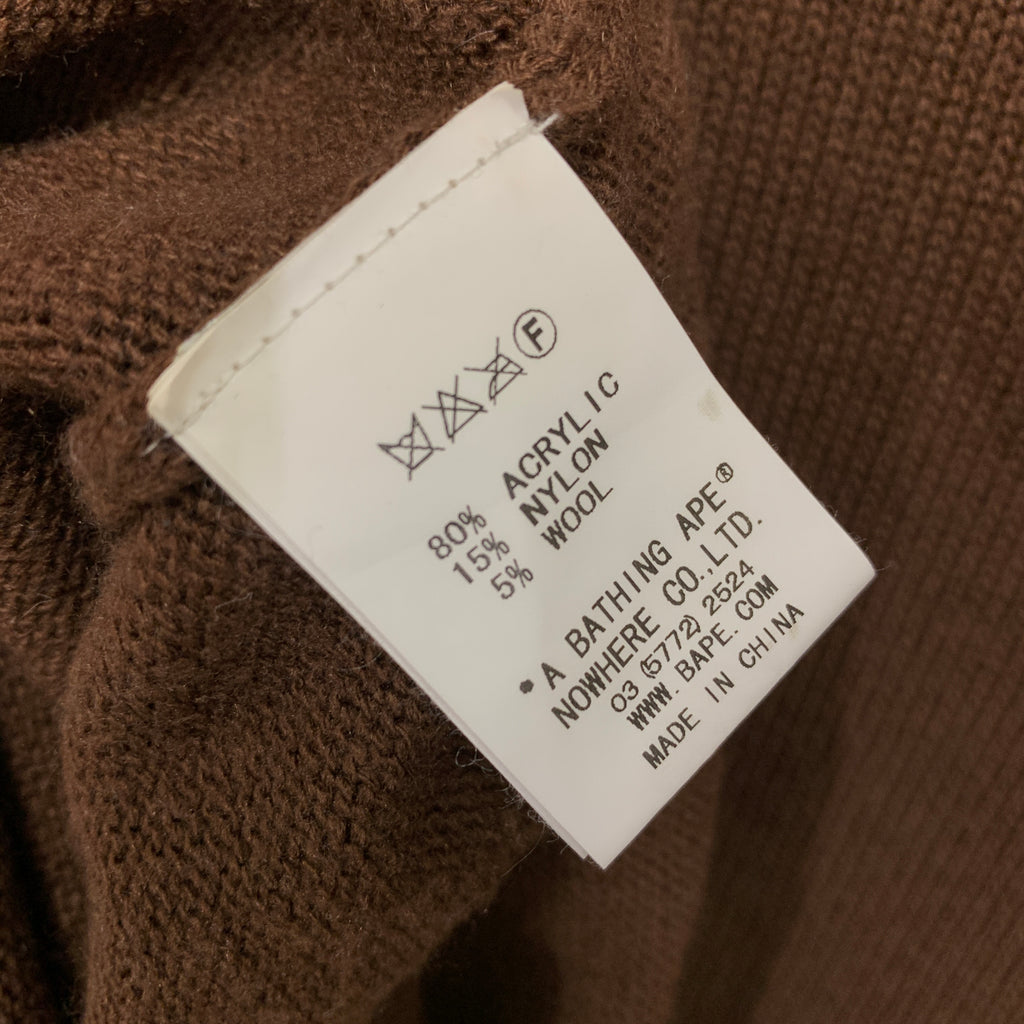 F
80% ACRYLIC
15% NYLON
5% WOOL
•A BATHING APE®
NOWHERE CO.,LTD.
03 (5772) 2524
WWW.BAPE.COM
MADE IN CHINA